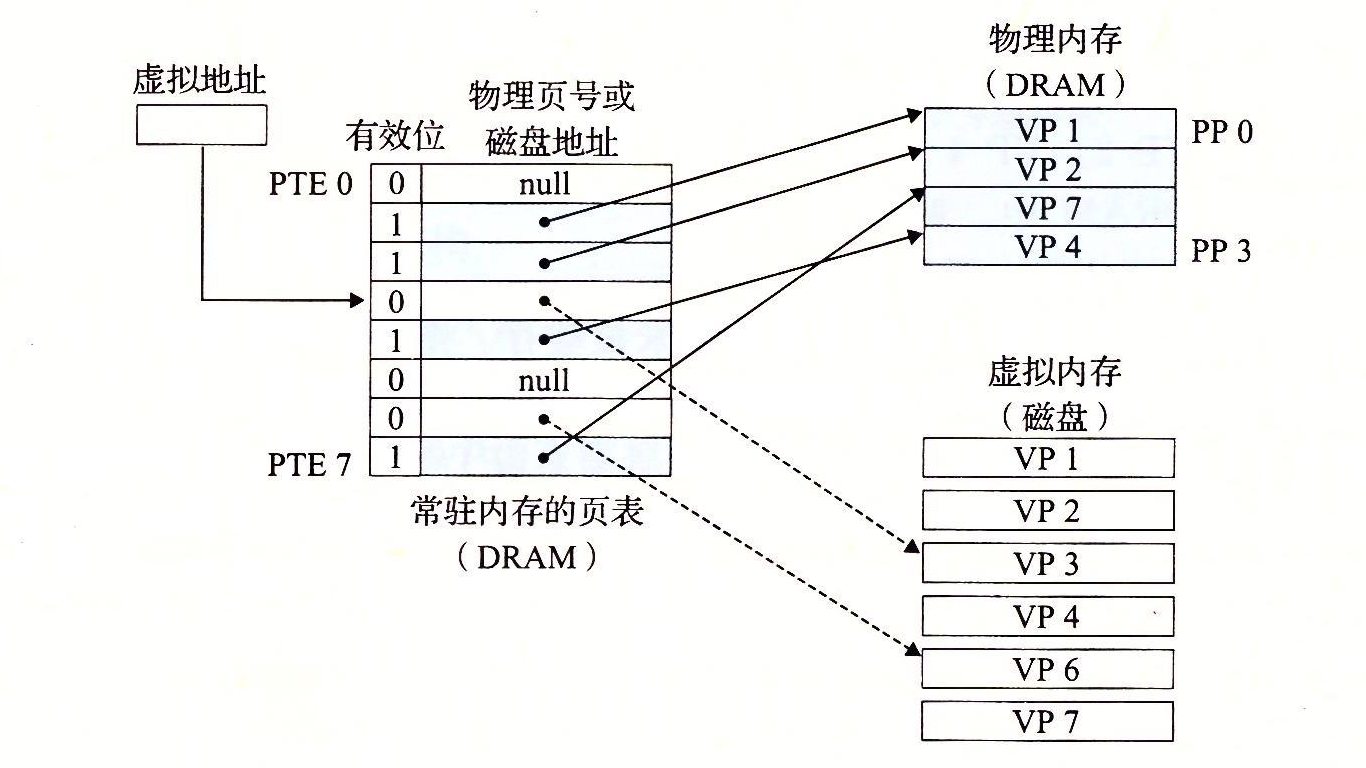 虚拟地址
有效位
物理页号或
磁盘地址
PTE 0
0
null
1
1
0
1
0
null
0
PTE 7
1
常驻内存的页表
（DRAM）
物理内存
（DRAM）
VP 1
PP 0
VP 2
VP 7
VP 4
PP 3
虚拟内存
（磁盘）
VP 1
VP 2
VP 3
VP 4
VP 6
VP 7